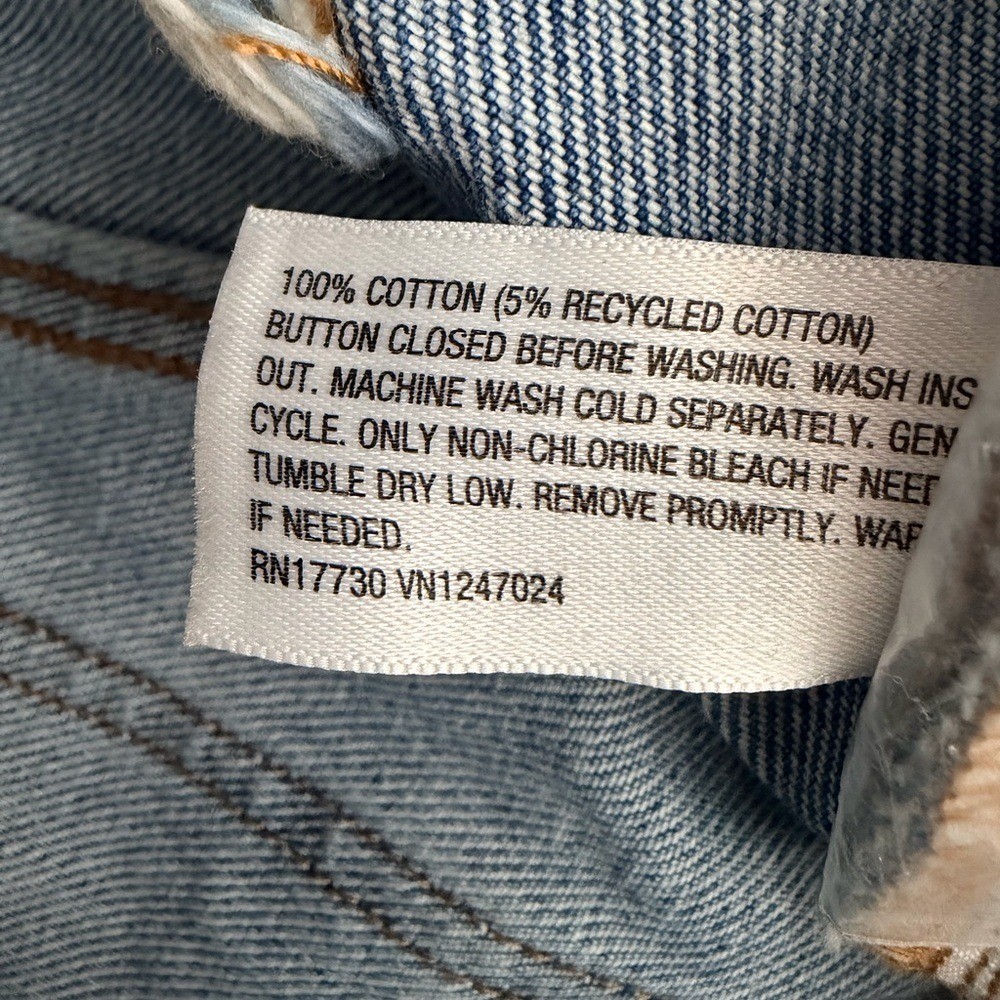 100% COTTON (5% RECYCLED COTTON)
BUTTON CLOSED BEFORE WASHING. WASH INS
OUT. MACHINE WASH COLD SEPARATELY. GEN
CYCLE. ONLY NON-CHLORINE BLEACH IF NEED
TUMBLE DRY LOW. REMOVE PROMPTLY. WAR
IF NEEDED.
RN17730 VN1247024